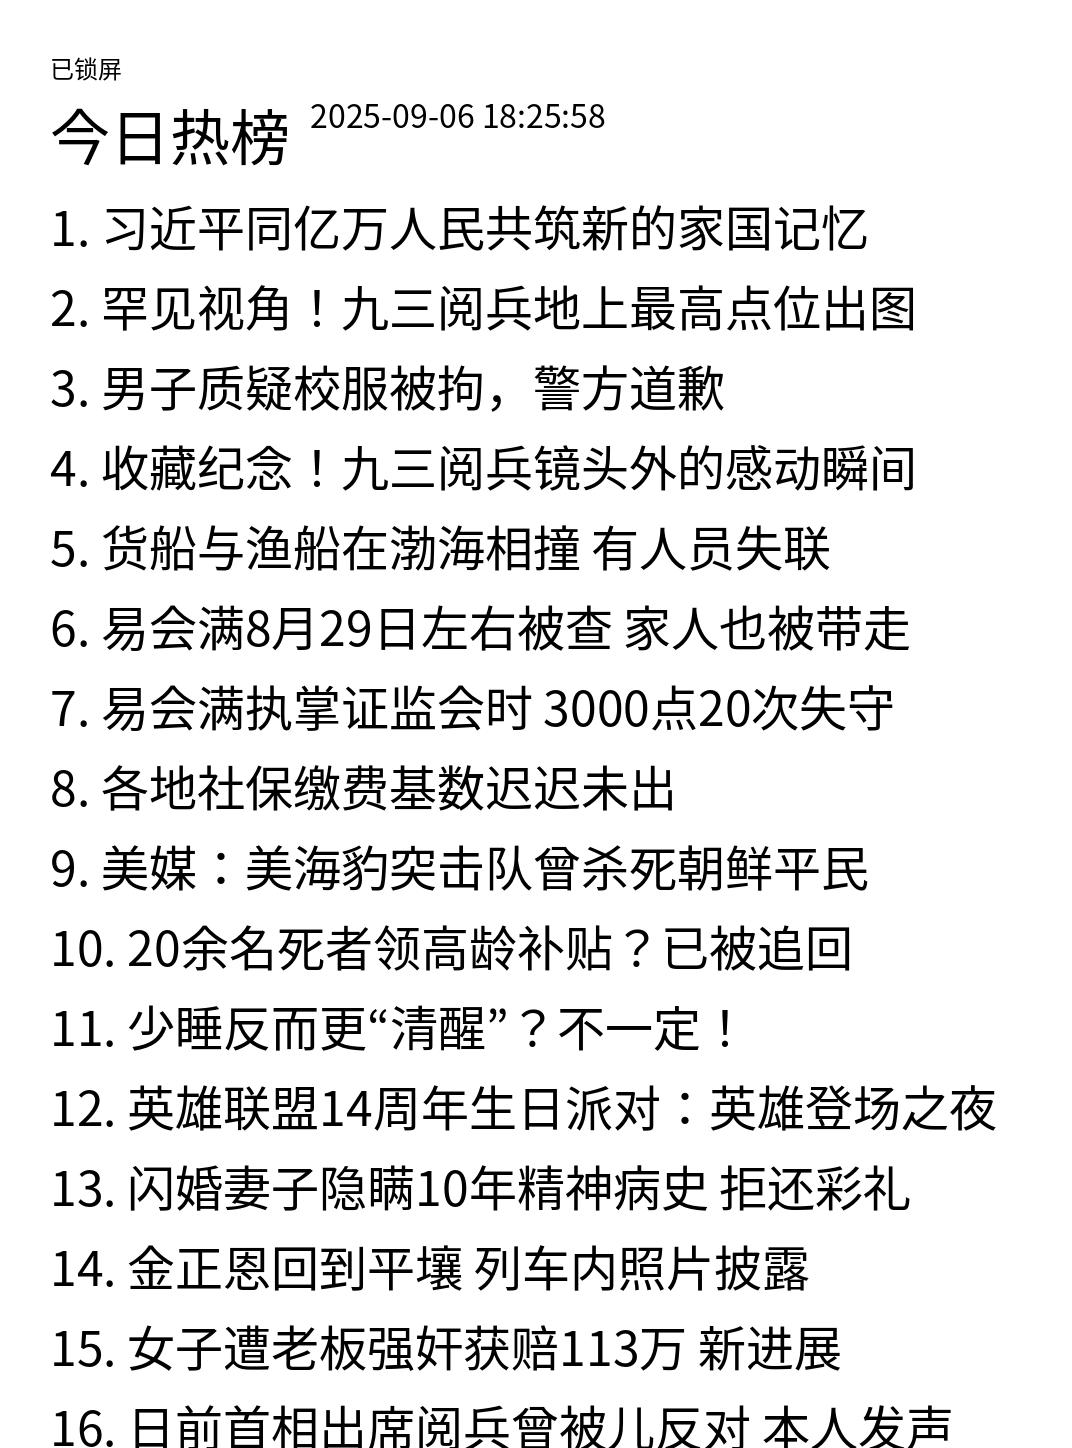 已锁屏
今日热榜 2025-09-06 18:25:58
1. 习近平同亿万人民共筑新的家国记忆
2. 罕见视角！九三阅兵地上最高点位出图
3. 男子质疑校服被拘，警方道歉
4. 收藏纪念！九三阅兵镜头外的感动瞬间
5. 货船与渔船在渤海相撞 有人员失联
6. 易会满8月29日左右被查 家人也被带走
7. 易会满执掌证监会时 3000点20次失守
8. 各地社保缴费基数迟迟未出
9. 美媒：美海豹突击队曾杀死朝鲜平民
10. 20余名死者领高龄补贴？已被追回
11. 少睡反而更“清醒”？不一定！
12. 英雄联盟14周年生日派对：英雄登场之夜
13. 闪婚妻子隐瞒10年精神病史 拒还彩礼
14. 金正恩回到平壤 列车内照片披露
15. 女子遭老板强奸获赔113万 新进展
16. 日前首相出席阅兵曾被儿反对 本人发声